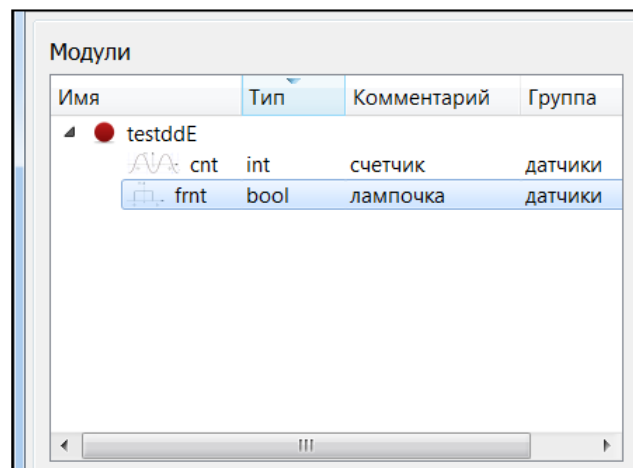 Модули
Имя Тип Комментарий Группа
testddE
cnt int счетчик датчики
frnt bool лампочка датчики